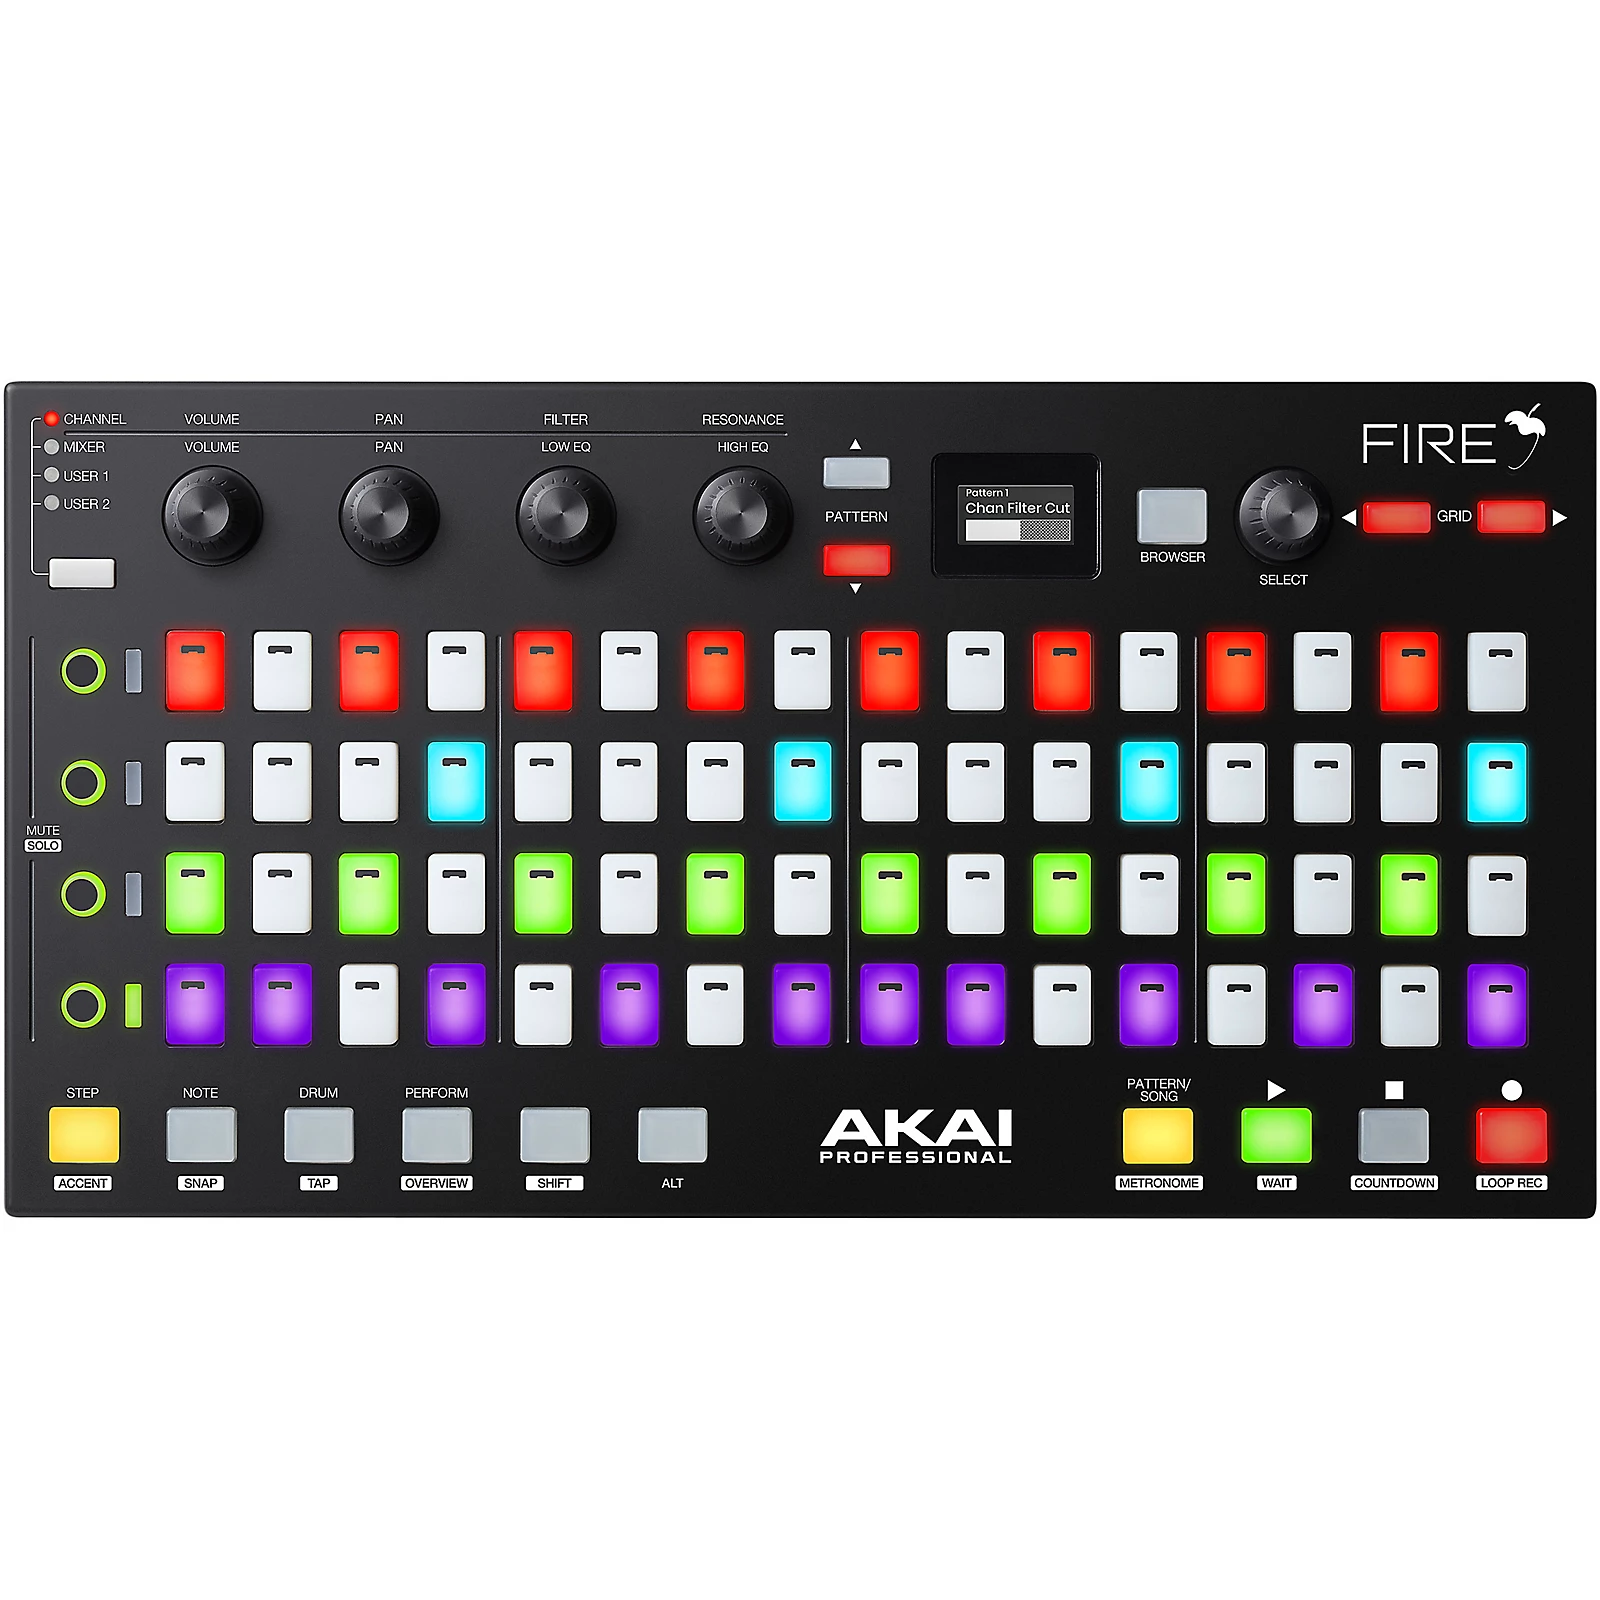 CHANNEL VOLUME PAN FILTER RESONANCE
MIXER VOLUME PAN LOW EQ HIGH EQ
USER 1
USER 2
PATTERN
Pattern 1
Chan Filter Cut
BROWSER
SELECT
FIRE
GRID
MUTE
SOLO
STEP NOTE DRUM PERFORM
ACCENT SNAP TAP OVERVIEW SHIFT ALT
AKAI
PROFESSIONAL
PATTERN/
SONG
METRONOME WAIT COUNTDOWN LOOP REC